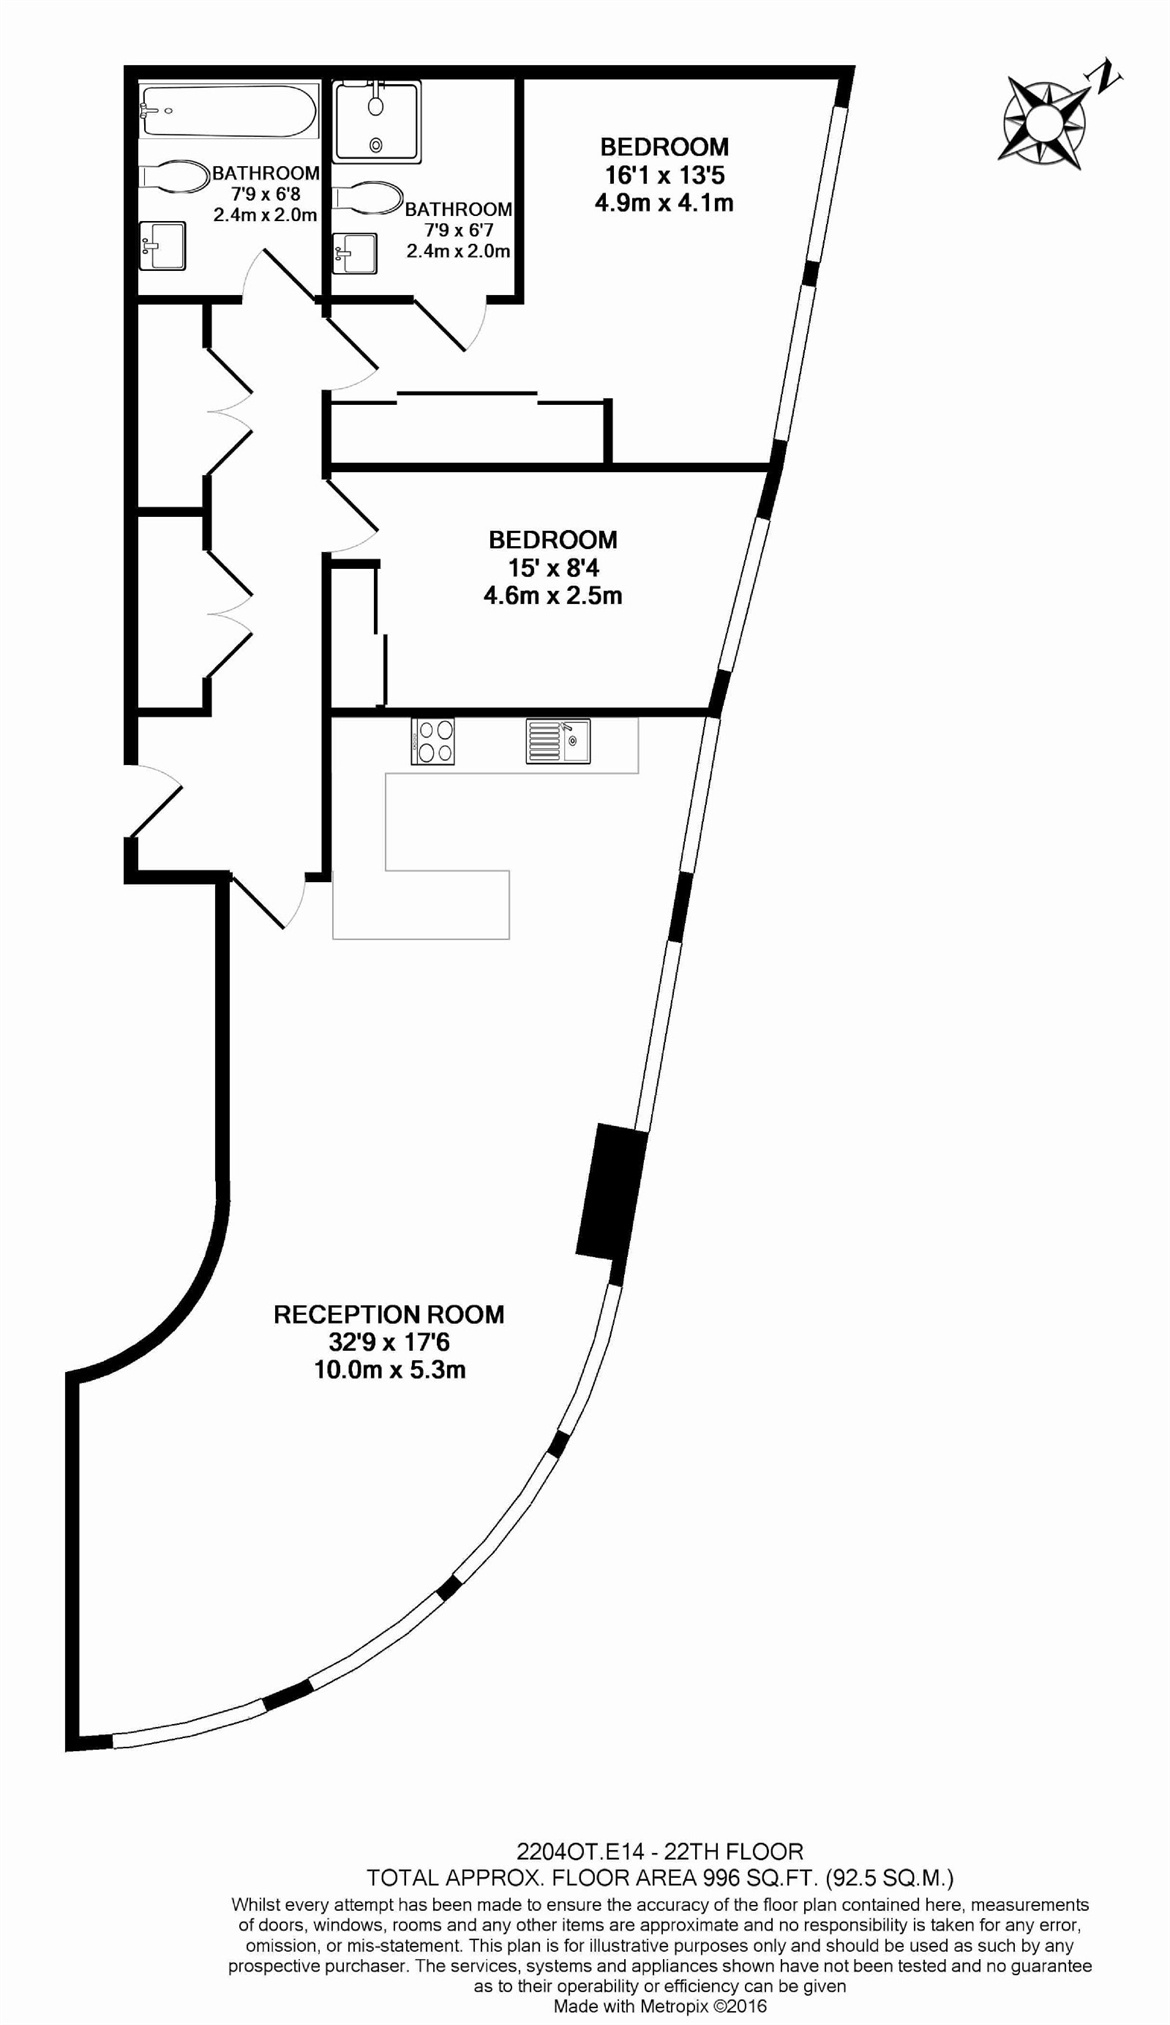 N
BATHROOM
7'9 x 6'8
2.4m x 2.0m
BATHROOM
7'9 x 6'7
2.4m x 2.0m
BEDROOM
16'1 x 13'5
4.9m x 4.1m
BEDROOM
15' x 8'4
4.6m x 2.5m
RECEPTION ROOM
32'9 x 17'6
10.0m x 5.3m
2204OT.E14 - 22TH FLOOR
TOTAL APPROX. FLOOR AREA 996 SQ.FT. (92.5 SQ.M.)
Whilst every attempt has been made to ensure the accuracy of the floor plan contained here, measurements
of doors, windows, rooms and any other items are approximate and no responsibility is taken for any error,
omission, or mis-statement. This plan is for illustrative purposes only and should be used as such by any
prospective purchaser. The services, systems and appliances shown have not been tested and no guarantee
as to their operability or efficiency can be given
Made with Metropix ©2016